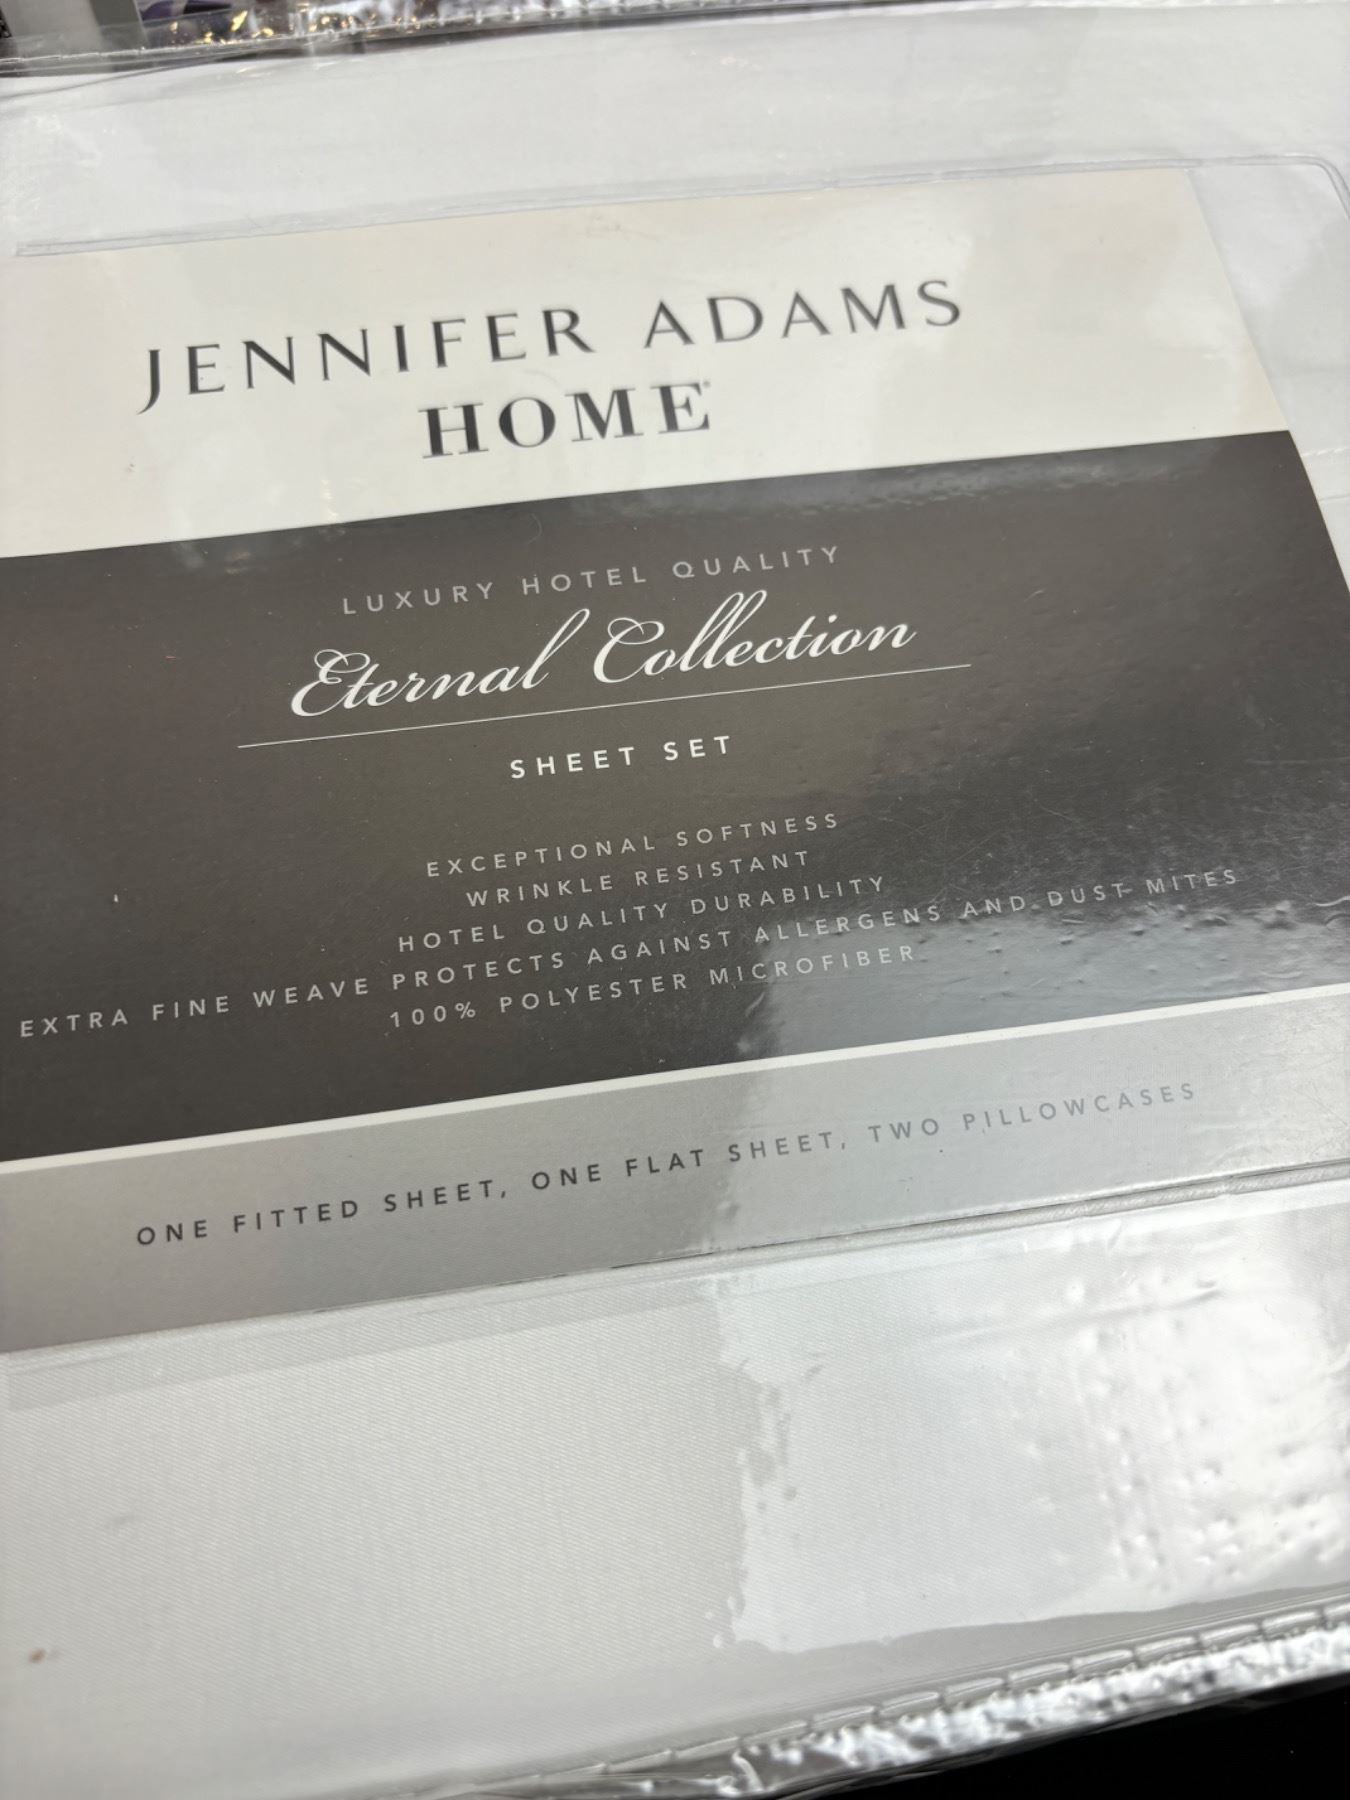 JENNIFER ADAMS
HOME
LUXURY HOTEL QUALITY
Eternal Collection
SHEET SET
EXCEPTIONAL SOFTNESS
WRINKLE RESISTANT
HOTEL QUALITY DURABILITY
EXTRA FINE WEAVE PROTECTS AGAINST ALLERGENS AND DUST MITES
100% POLYESTER MICROFIBER
ONE FITTED SHEET, ONE FLAT SHEET, TWO PILLOWCASES